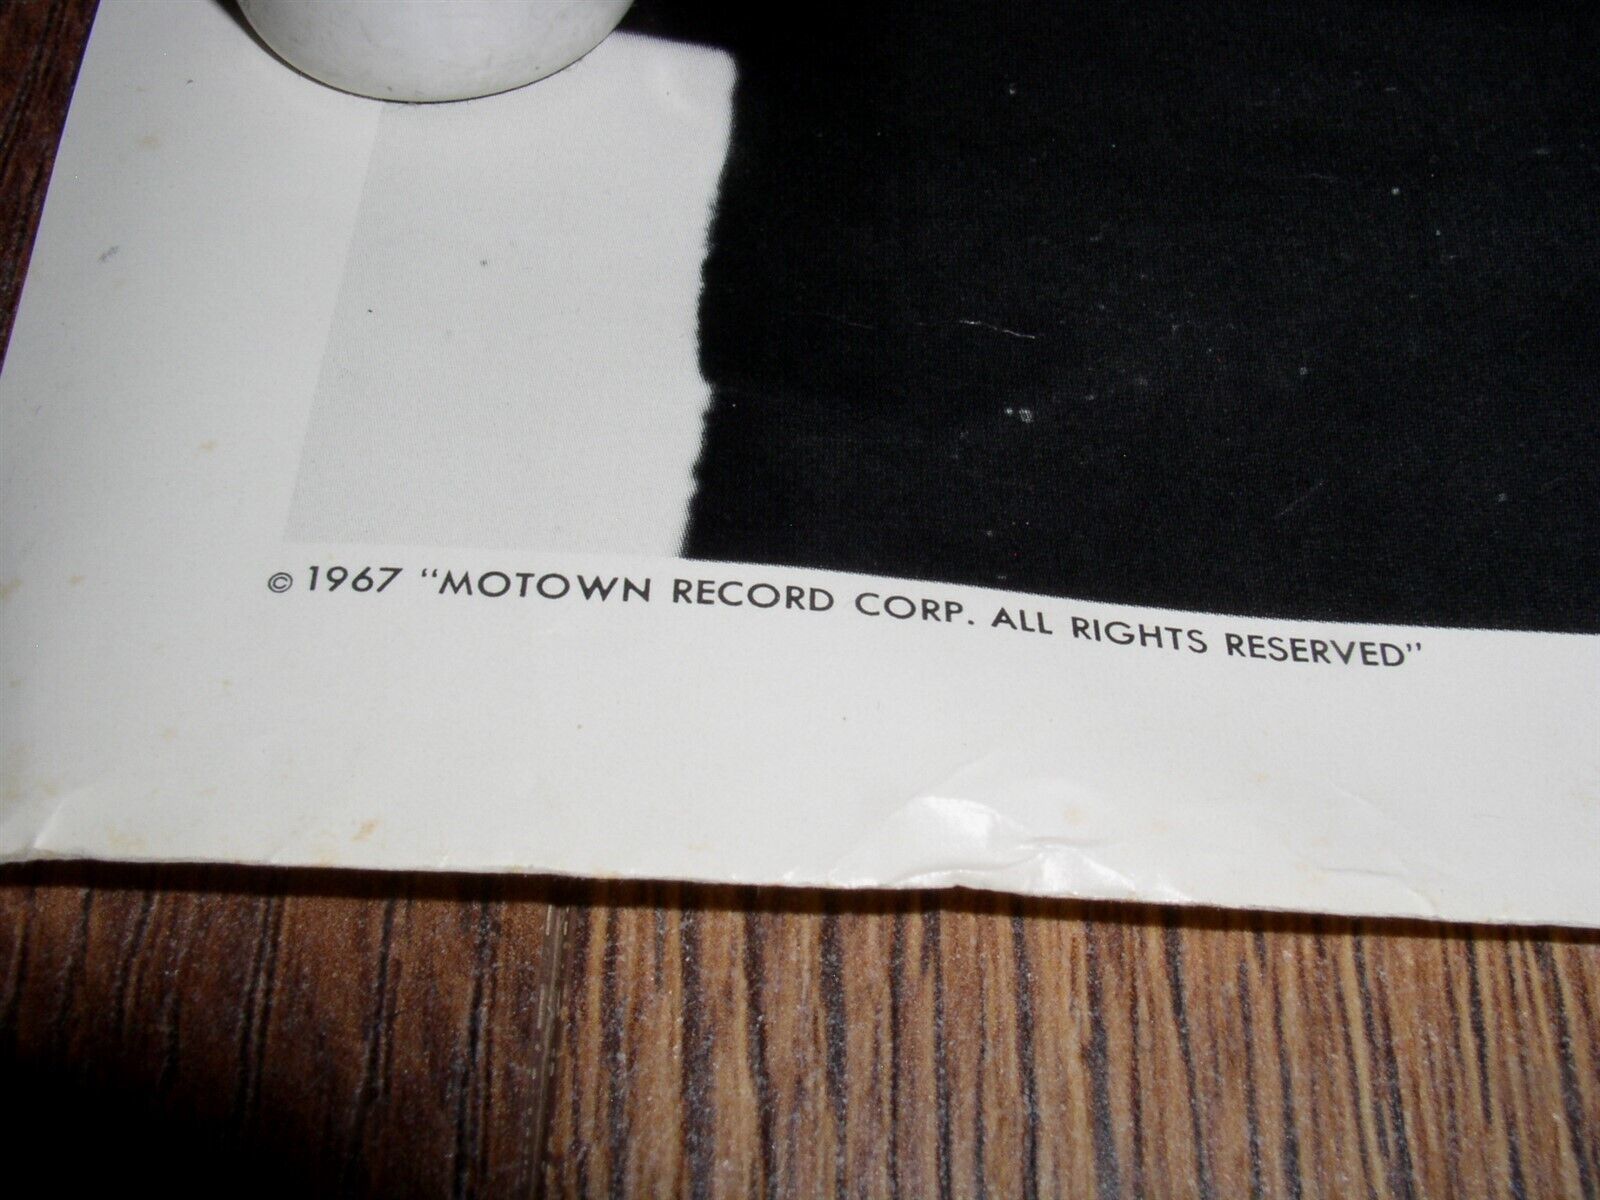 © 1967 “MOTOWN RECORD CORP. ALL RIGHTS RESERVED”